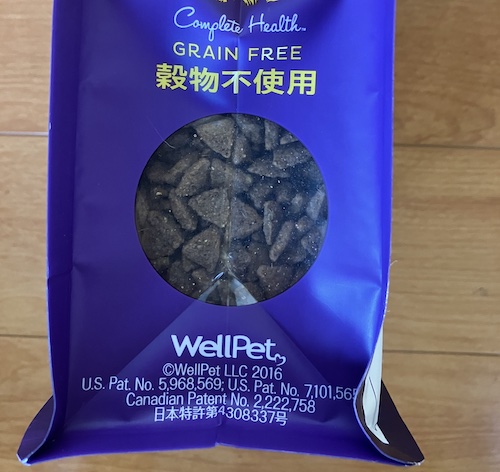 Complete Health™
GRAIN FREE
穀物不使用
WellPet
©WellPet LLC 2016
U.S. Pat. No. 5,968,569; U.S. Pat. No. 7,101,565
Canadian Patent No. 2,222,758
日本特許第4308337号